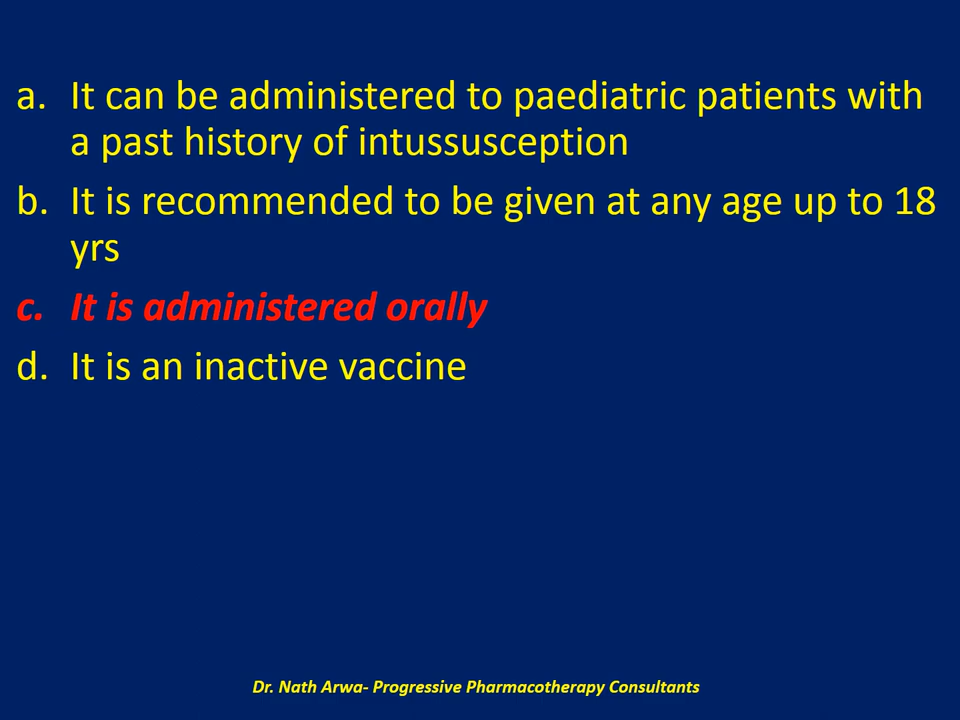 a. It can be administered to paediatric patients with
a past history of intussusception
b. It is recommended to be given at any age up to 18
yrs
c. It is administered orally
d. It is an inactive vaccine
Dr. Nath Arwa- Progressive Pharmacotherapy Consultants